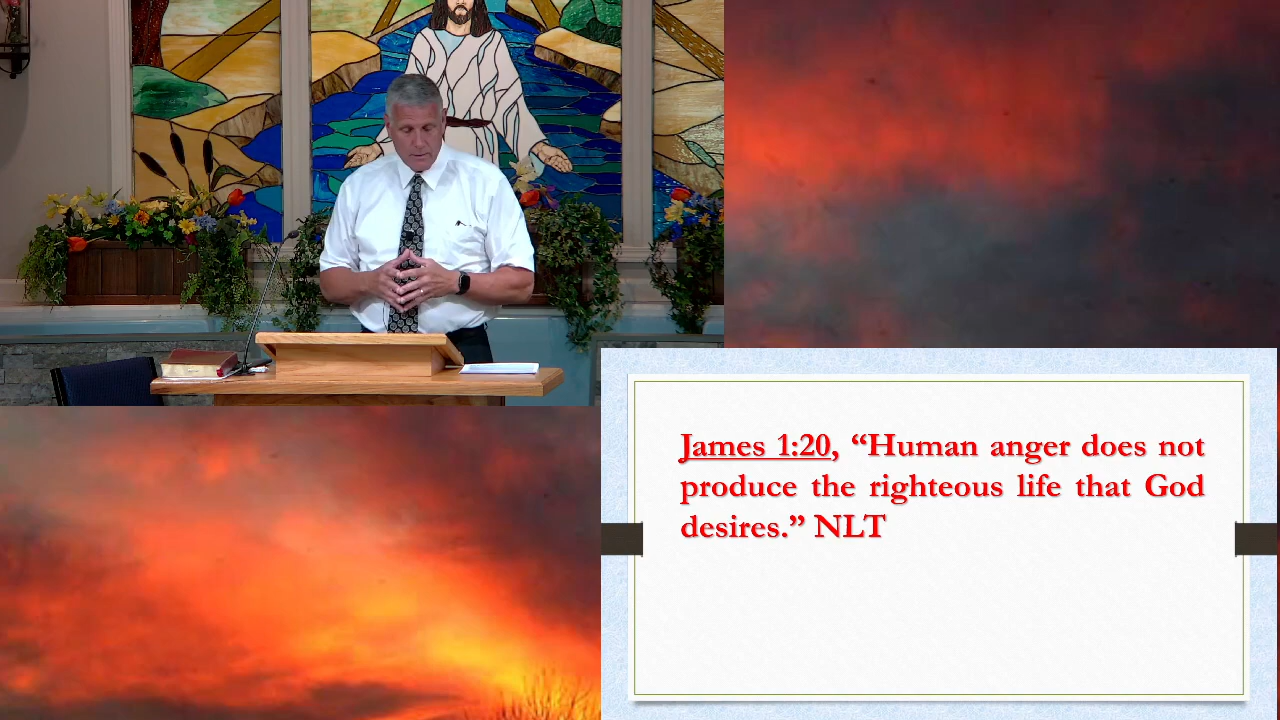 James 1:20, “Human anger does not
produce the righteous life that God
desires.” NLT